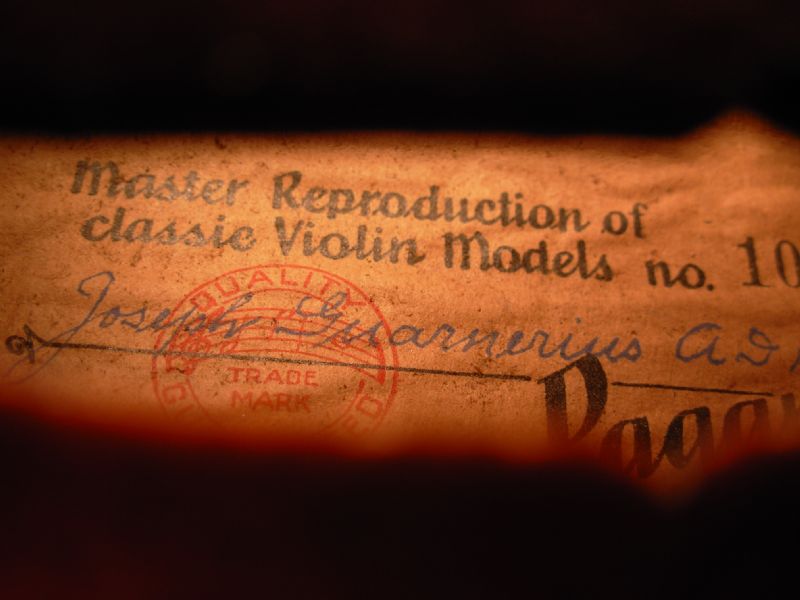 Master Reproduction of
classic Violin Models no. 10
Joseph Guarnerius A D
QUALITY
TRADE
MARK